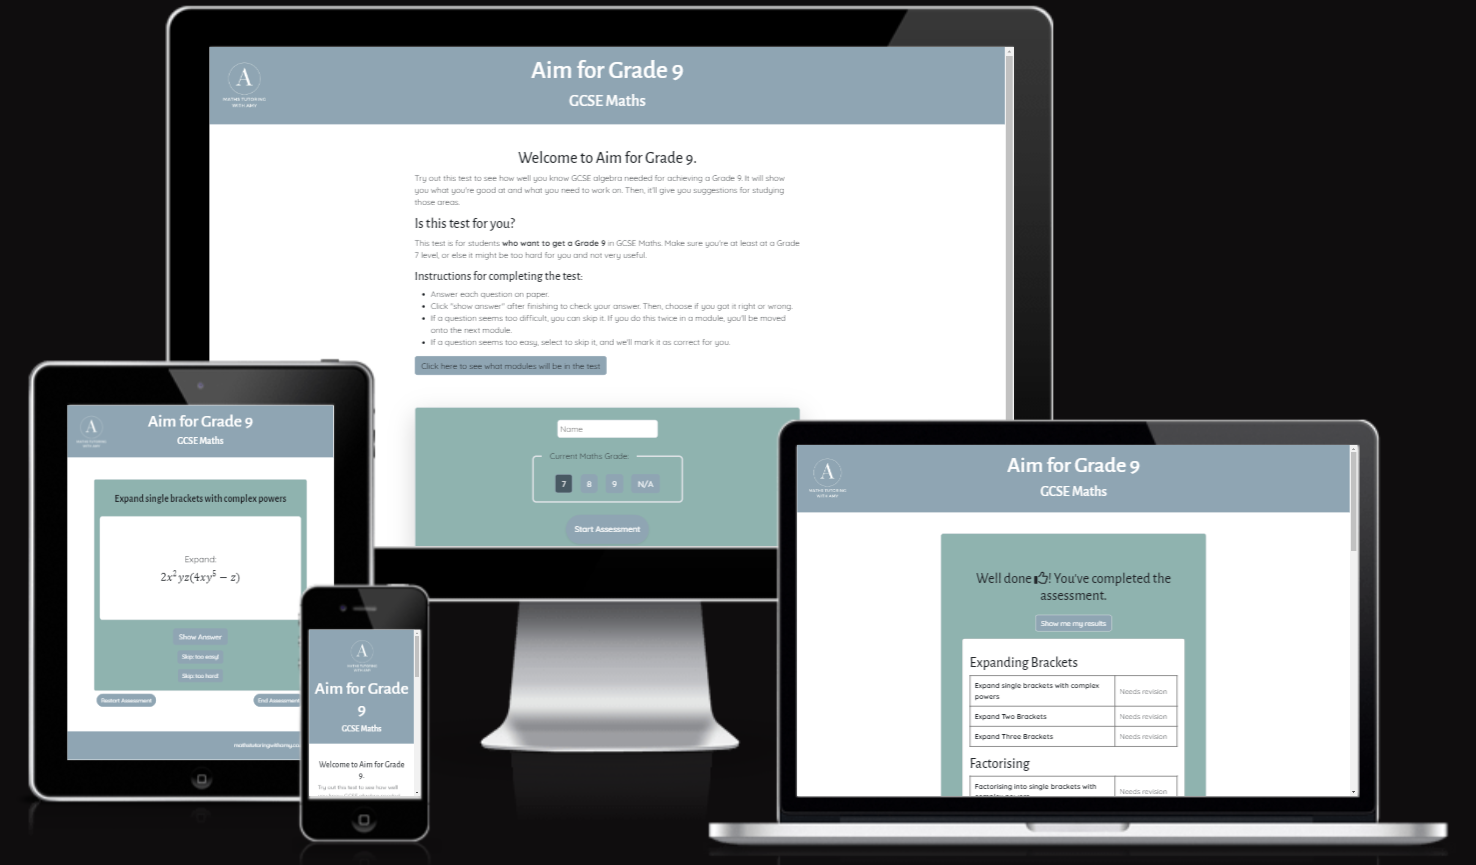 A
MATHS TUTORING
WITH AMY
Aim for Grade 9
GCSE Maths
Welcome to Aim for Grade 9.
Try out this test to see how well you know GCSE algebra needed for achieving a Grade 9. It will show
you what you're good at and what you need to work on. Then, it'll give you suggestions for studying
those areas.
Is this test for you?
This test is for students who want to get a Grade 9 in GCSE Maths. Make sure you're at least at a Grade
7 level, or else it might be too hard for you and not very useful.
Instructions for completing the test:
• Answer each question on paper.
• Click "show answer" after finishing to check your answer. Then, choose if you got it right or wrong.
• If a question seems too difficult, you can skip it. If you do this twice in a module, you'll be moved
onto the next module.
• If a question seems too easy, select to skip it, and we'll mark it as correct for you.
Click here to see what modules will be in the test
Name
Current Maths Grade:
7 8 9 N/A
Start Assessment
A
MATHS TUTORING
WITH AMY
Aim for Grade 9
GCSE Maths
Expand single brackets with complex powers
Expand:
2x²yz(4xy⁵ − z)
Show Answer
Skip too easy!
Skip too hard!
Restart Assessment
End Assessment
A
MATHS TUTORING
WITH AMY
Aim for Grade
9
GCSE Maths
Welcome to Aim for Grade
9.
Try out this test to see how well
A
MATHS TUTORING
WITH AMY
Aim for Grade 9
GCSE Maths
Well done 👍! You've completed the
assessment.
Show me my results
Expanding Brackets
Expand single brackets with complex
powers
Needs revision
Expand Two Brackets Needs revision
Expand Three Brackets Needs revision
Factorising
Factorising into single brackets with
complex powers
Needs revision